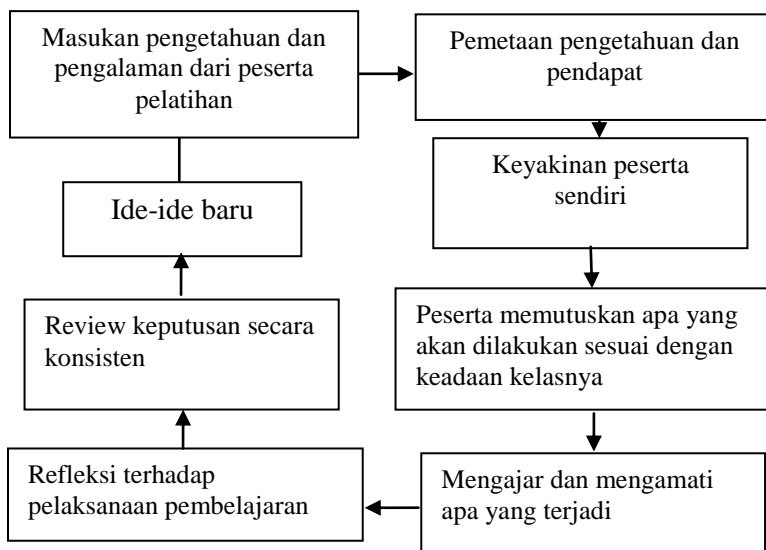 Masukan pengetahuan dan
pengalaman dari peserta
pelatihan
Pemetaan pengetahuan dan
pendapat
Keyakinan peserta
sendiri
Ide-ide baru
Peserta memutuskan apa yang
akan dilakukan sesuai dengan
keadaan kelasnya
Review keputusan secara
konsisten
Mengajar dan mengamati
apa yang terjadi
Refleksi terhadap
pelaksanaan pembelajaran